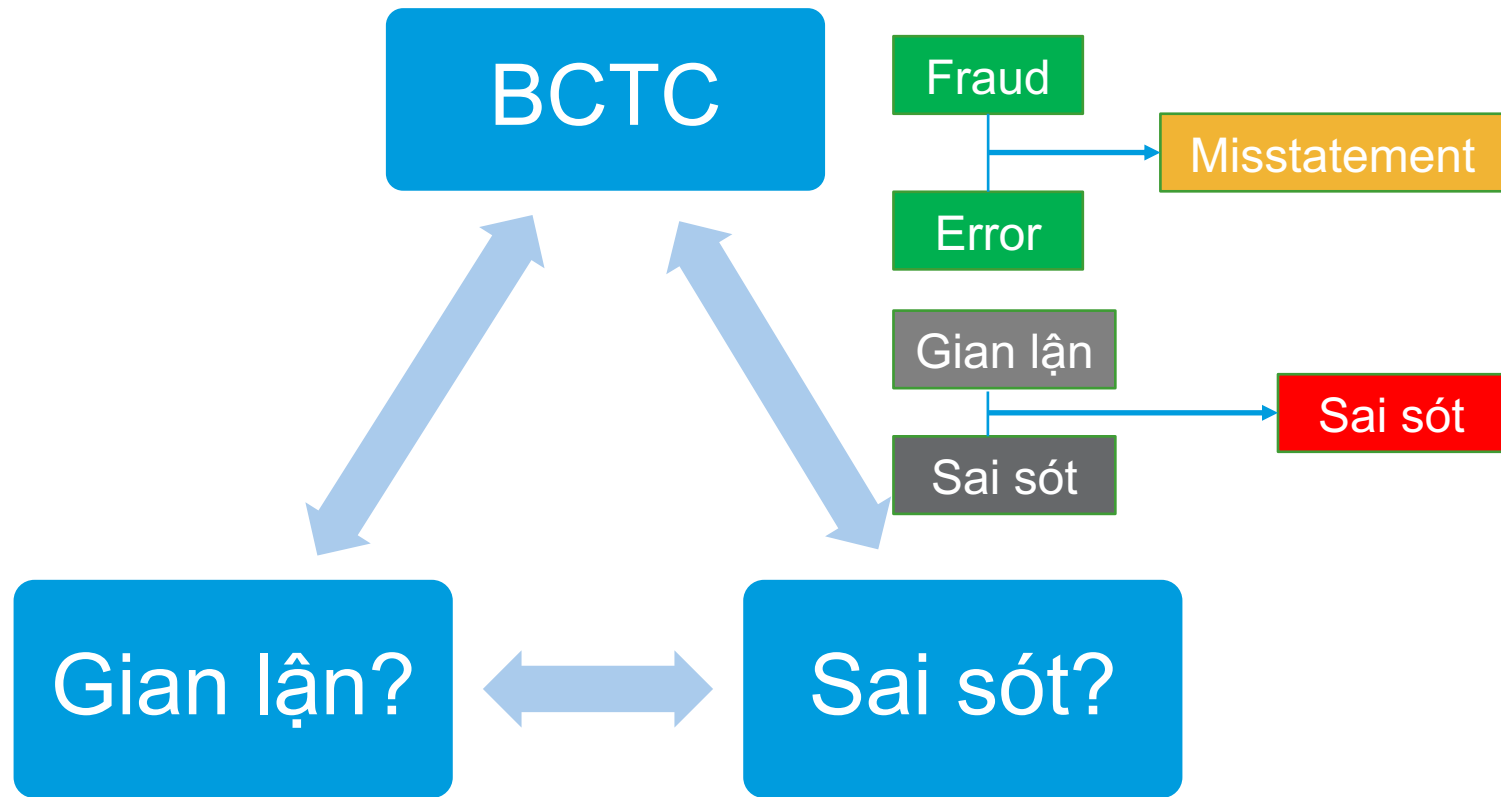 BCTC
Fraud
Misstatement
Error
Gian lận
Sai sót
Sai sót
Gian lận?
Sai sót?